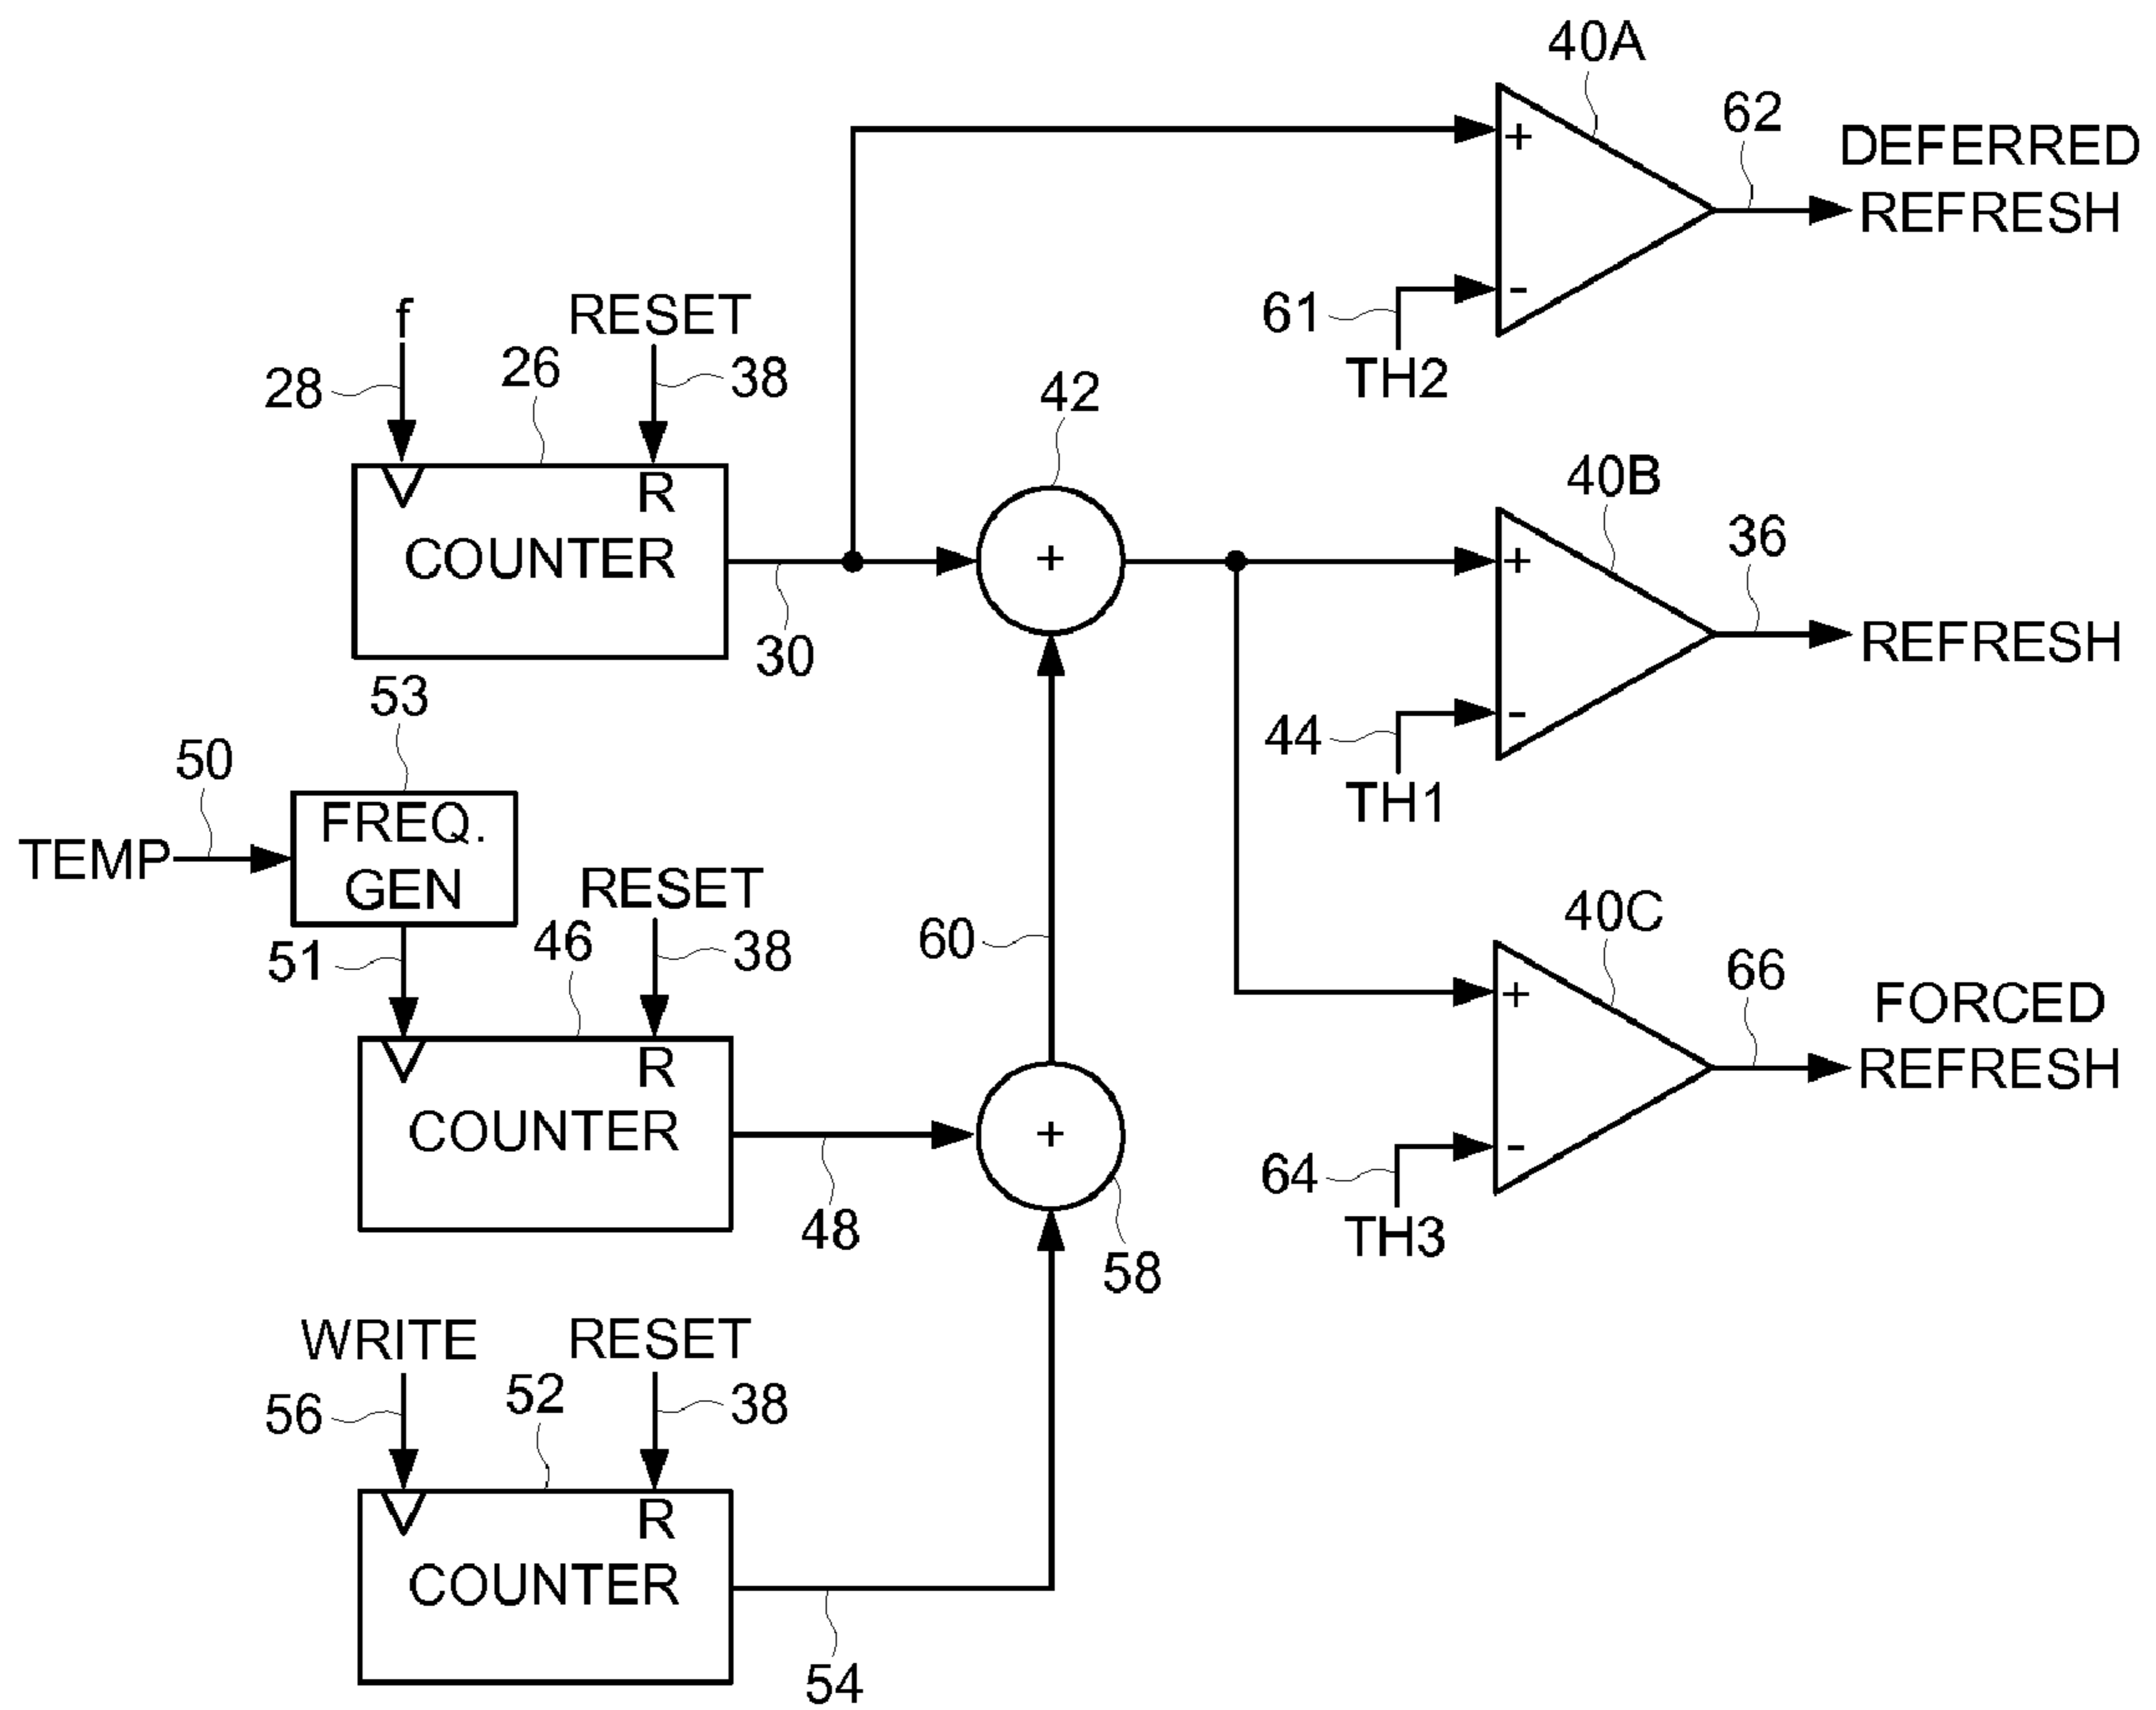 40A
62
DEFERRED
REFRESH
+
-
61
TH2
f
RESET
28
26
38
42
R
COUNTER
+
30
40B
36
REFRESH
+
-
44
TH1
53
50
FREQ.
GEN
TEMP
RESET
51
46
38
60
R
COUNTER
+
48
58
40C
66
FORCED
REFRESH
+
-
64
TH3
WRITE
RESET
56
52
38
R
COUNTER
54